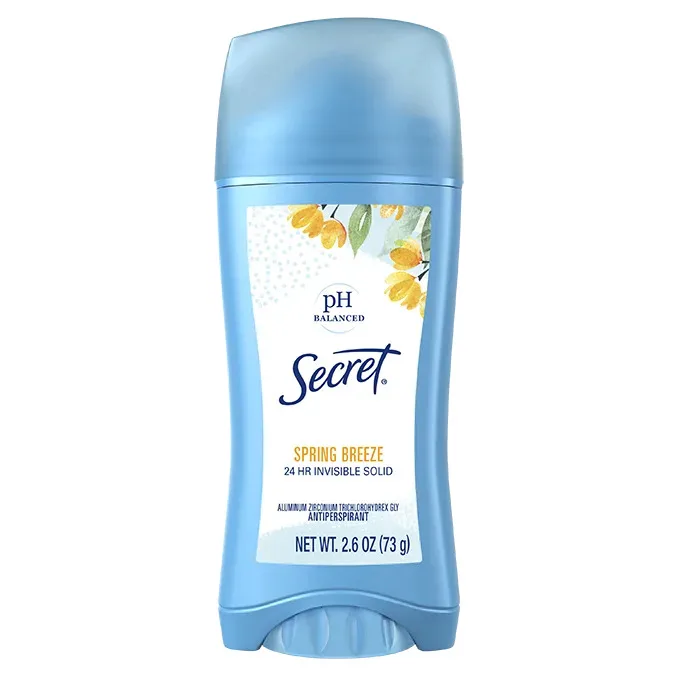 pH
BALANCED
Secret®
SPRING BREEZE
24 HR INVISIBLE SOLID
ALUMINUM ZIRCONIUM TRICHLOROHYDREX GLY
ANTIPERSPIRANT
NET WT. 2.6 OZ (73 g)